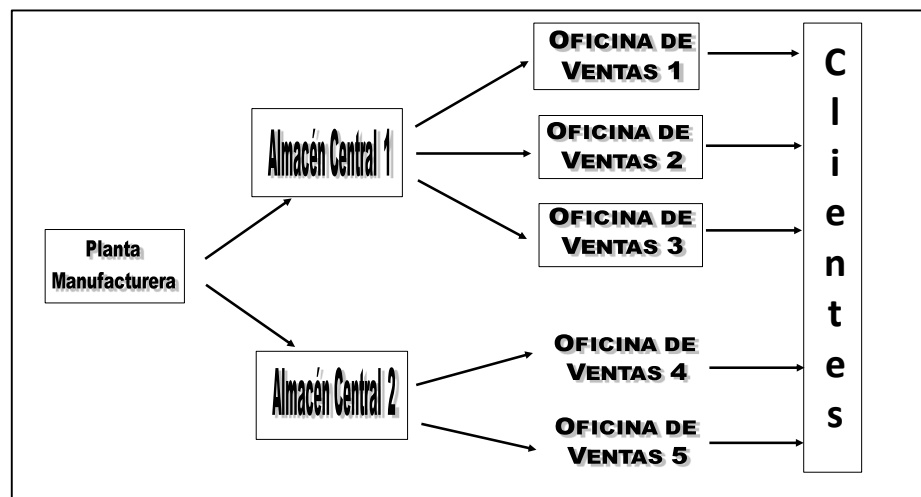 OFICINA DE
VENTAS 1
OFICINA DE
VENTAS 2
OFICINA DE
VENTAS 3
Almacén Central 1
Planta
Manufacturera
Almacén Central 2
OFICINA DE
VENTAS 4
OFICINA DE
VENTAS 5
Clientes